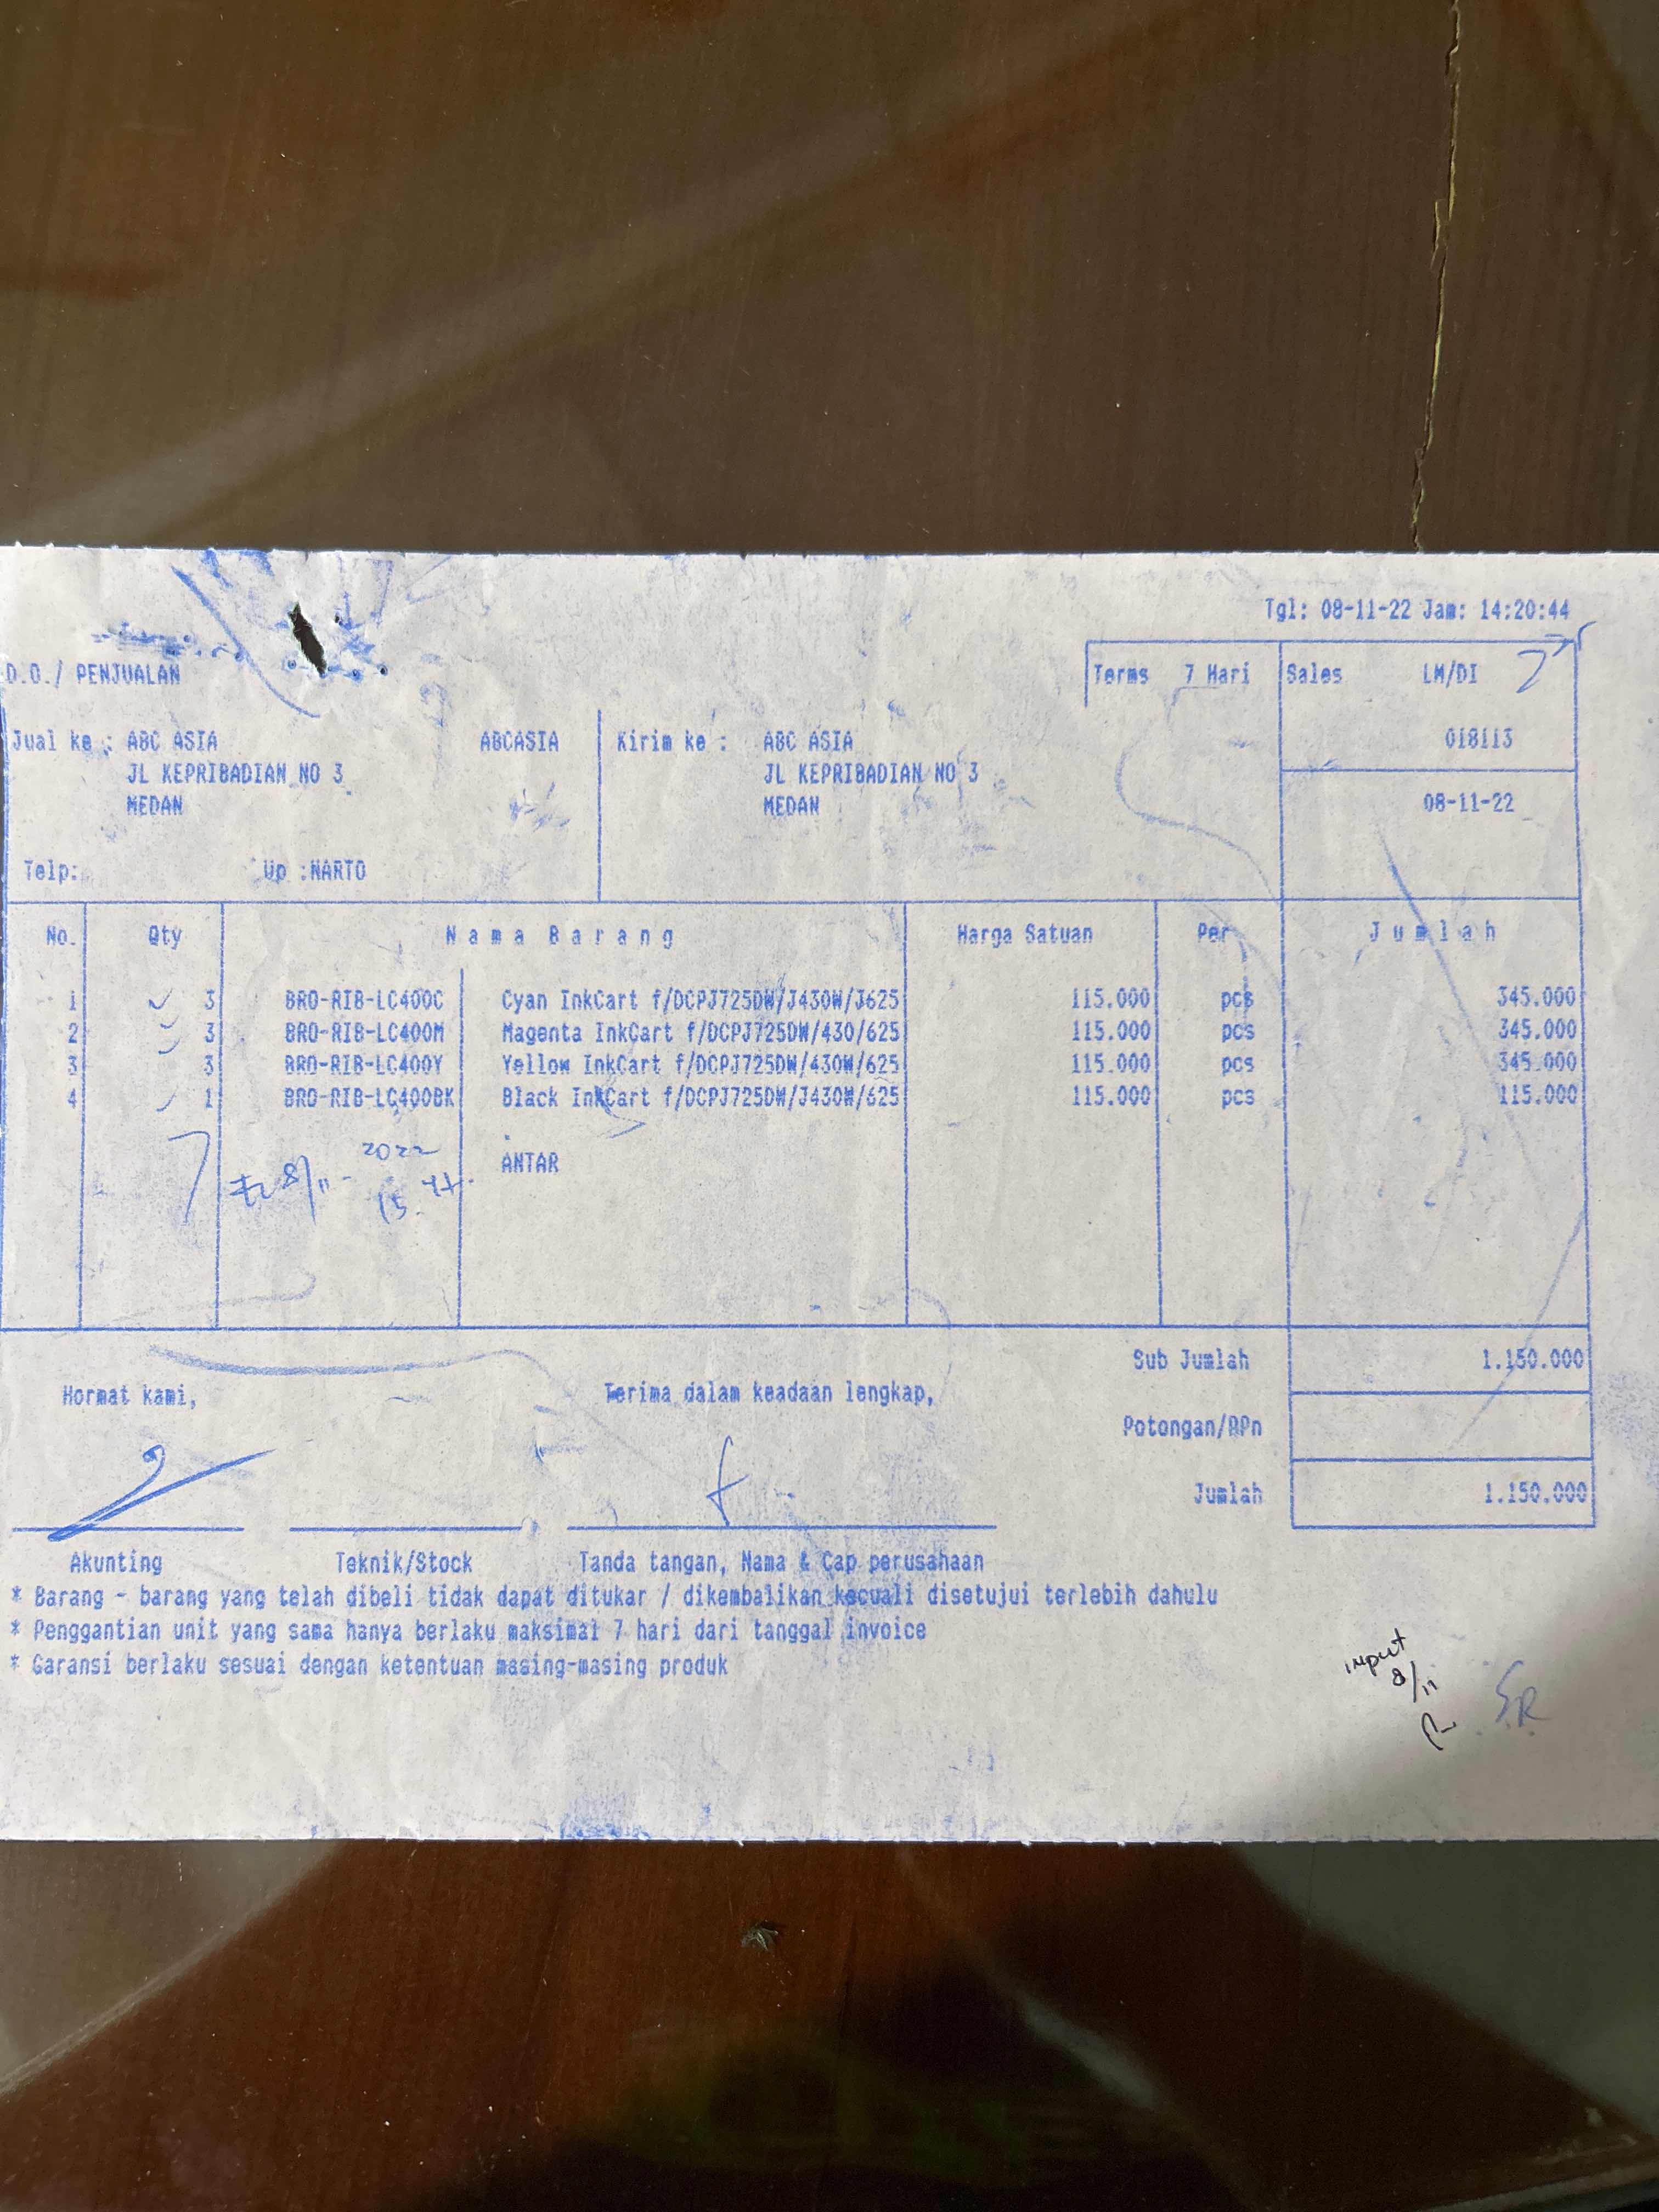 Tgl: 08-11-22 Jam: 14:20:44
D.O./ PENJUALAN
Terms 7 Hari Sales LM/DI
Jual ke : ABC ASIA ABCASIA Kirim ke : ABC ASIA 018113
JL KEPRIBADIAN NO 3 JL KEPRIBADIAN NO 3
MEDAN MEDAN 08-11-22
Telp: Up :NARTO
No. Qty Nama Barang Harga Satuan Per Jumlah
1 3 BRO-RIB-LC400C Cyan InkCart f/DCPJ725DW/J430W/J625 115.000 pcs 345.000
2 3 BRO-RIB-LC400M Magenta InkCart f/DCPJ725DW/430/625 115.000 pcs 345.000
3 3 BRO-RIB-LC400Y Yellow InkCart f/DCPJ725DW/430W/625 115.000 pcs 345.000
4 1 BRO-RIB-LC400BK Black InkCart f/DCPJ725DW/J430W/625 115.000 pcs 115.000
2022
8/11 -
ANTAR
Sub Jumlah 1.150.000
Hormat kami, Terima dalam keadaan lengkap,
Potongan/PPn
Jumlah 1.150.000
Akunting Teknik/Stock Tanda tangan, Nama & Cap perusahaan
* Barang - barang yang telah dibeli tidak dapat ditukar / dikembalikan kecuali disetujui terlebih dahulu
* Penggantian unit yang sama hanya berlaku maksimal 7 hari dari tanggal invoice
* Garansi berlaku sesuai dengan ketentuan masing-masing produk
input
8/11
SR